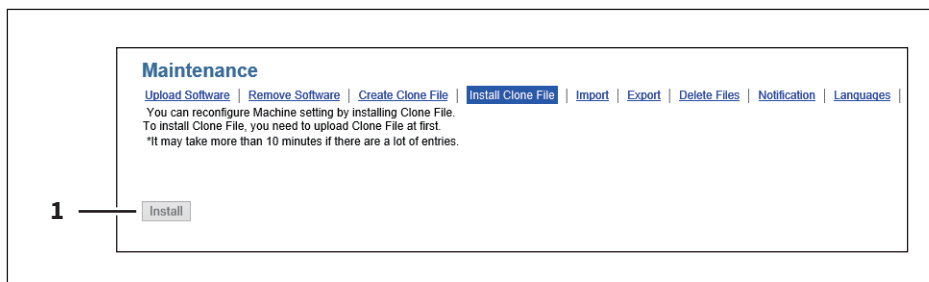 Maintenance
Upload Software | Remove Software | Create Clone File | Install Clone File | Import | Export | Delete Files | Notification | Languages |
You can reconfigure Machine setting by installing Clone File.
To install Clone File, you need to upload Clone File at first.
*It may take more than 10 minutes if there are a lot of entries.
1 Install